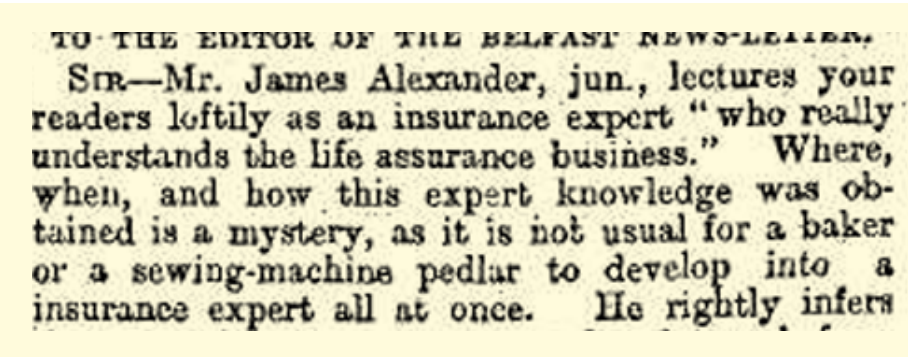 TO THE EDITOR OF THE BELFAST NEWS-LETTER.
SIR—Mr. James Alexander, jun., lectures your
readers loftily as an insurance expert “who really
understands the life assurance business.” Where,
when, and how this expert knowledge was ob-
tained is a mystery, as it is not usual for a baker
or a sewing-machine pedlar to develop into a
insurance expert all at once. He rightly infers